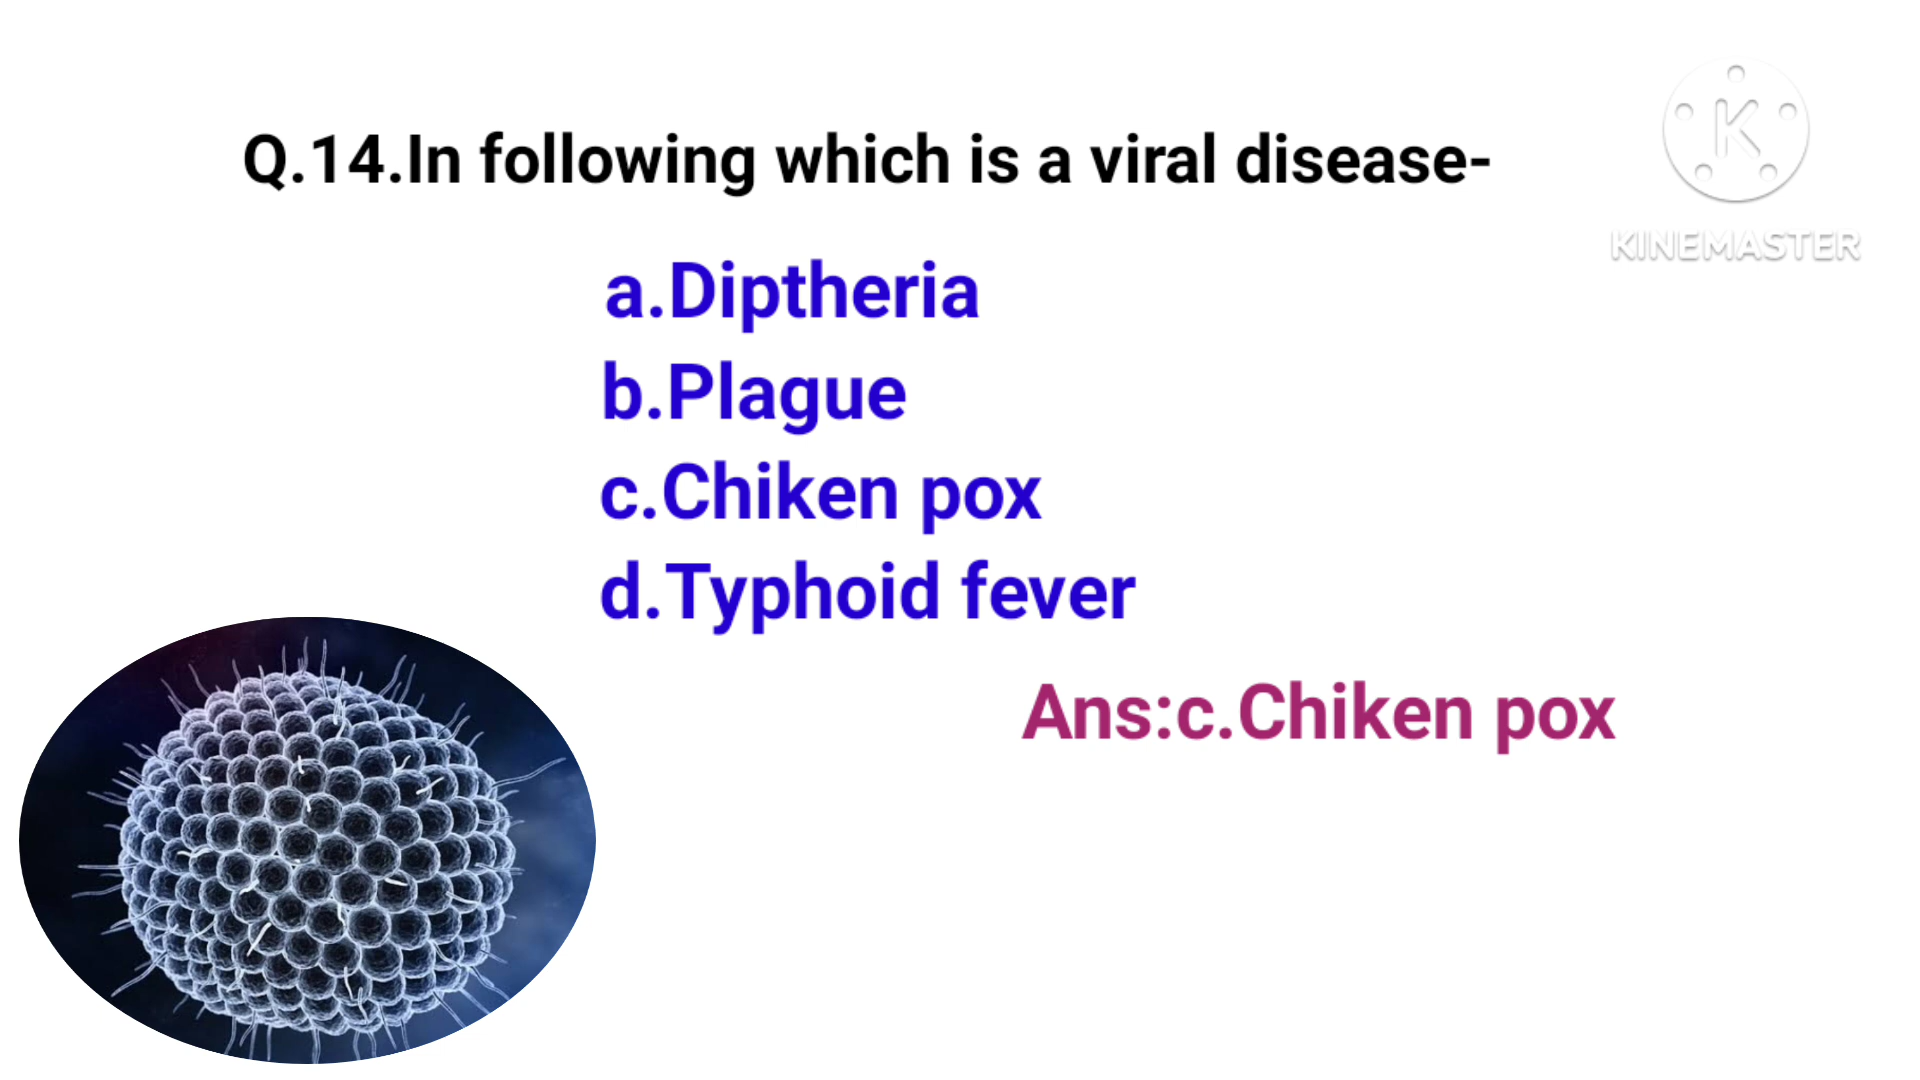 Q.14.In following which is a viral disease-
K
KINEMASTER
a.Diptheria
b.Plague
c.Chiken pox
d.Typhoid fever
Ans:c.Chiken pox